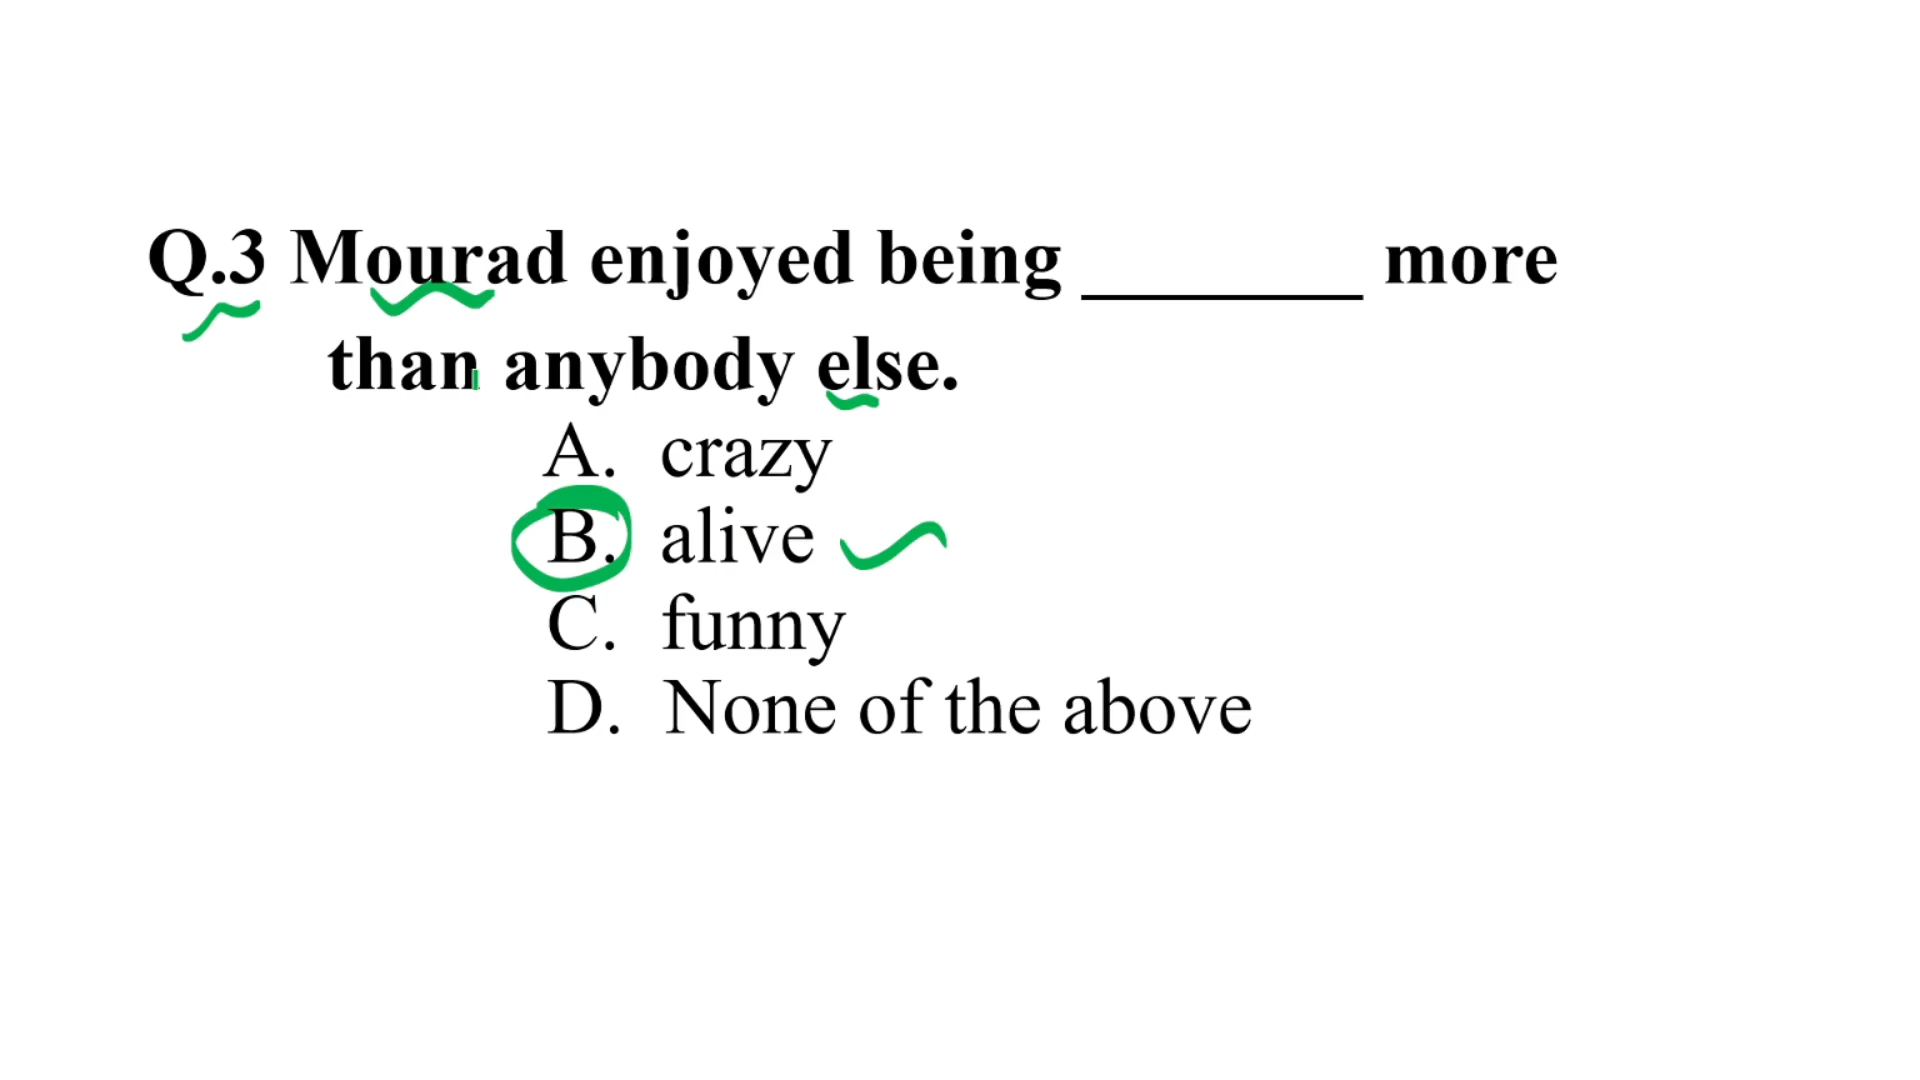 Q.3 Mourad enjoyed being ________ more
than anybody else.
A. crazy
B. alive
C. funny
D. None of the above